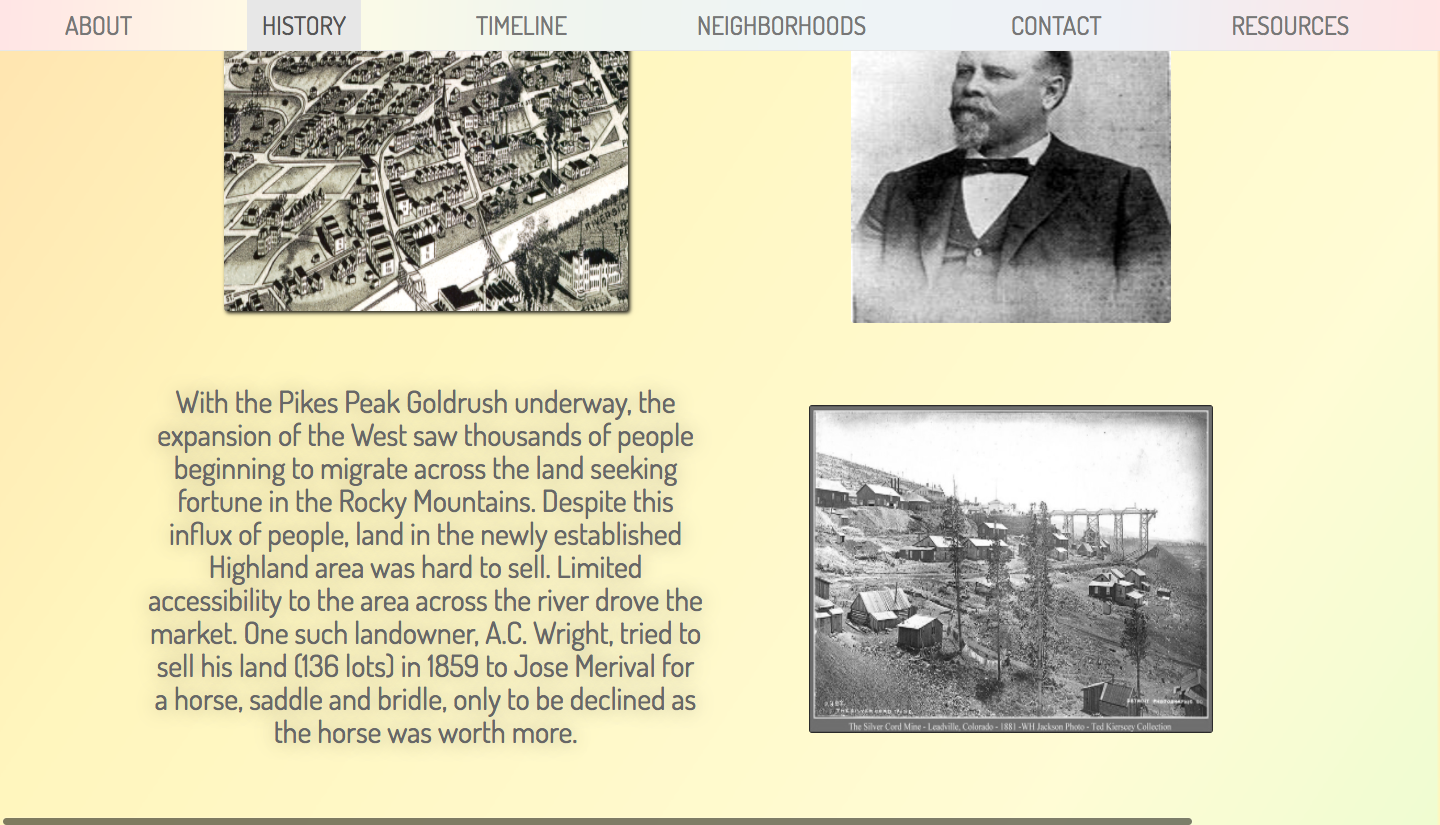 ABOUT HISTORY TIMELINE NEIGHBORHOODS CONTACT RESOURCES
With the Pikes Peak Goldrush underway, the
expansion of the West saw thousands of people
beginning to migrate across the land seeking
fortune in the Rocky Mountains. Despite this
influx of people, land in the newly established
Highland area was hard to sell. Limited
accessibility to the area across the river drove the
market. One such landowner, A.C. Wright, tried to
sell his land (136 lots) in 1859 to Jose Merival for
a horse, saddle and bridle, only to be declined as
the horse was worth more.
The Silver Cord Mine - Leadville, Colorado - 1881 -WH Jackson Photo - Ted Kierscey Collection